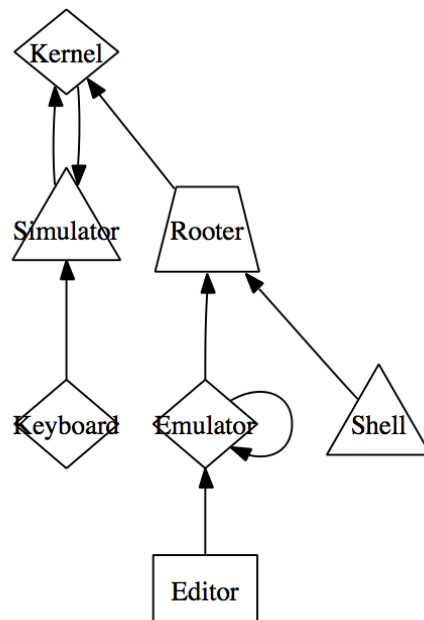 Kernel
Simulator
Rooter
Keyboard
Emulator
Shell
Editor